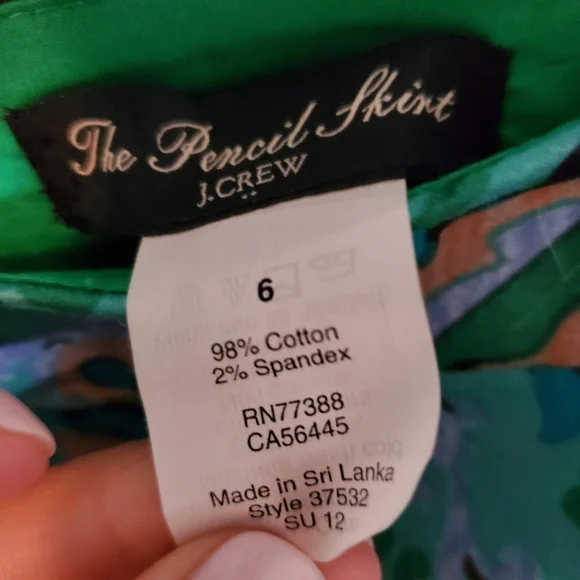 The Pencil Skirt
J.CREW
6
98% Cotton
2% Spandex
RN77388
CA56445
Made in Sri Lanka
Style 37532
SU 12